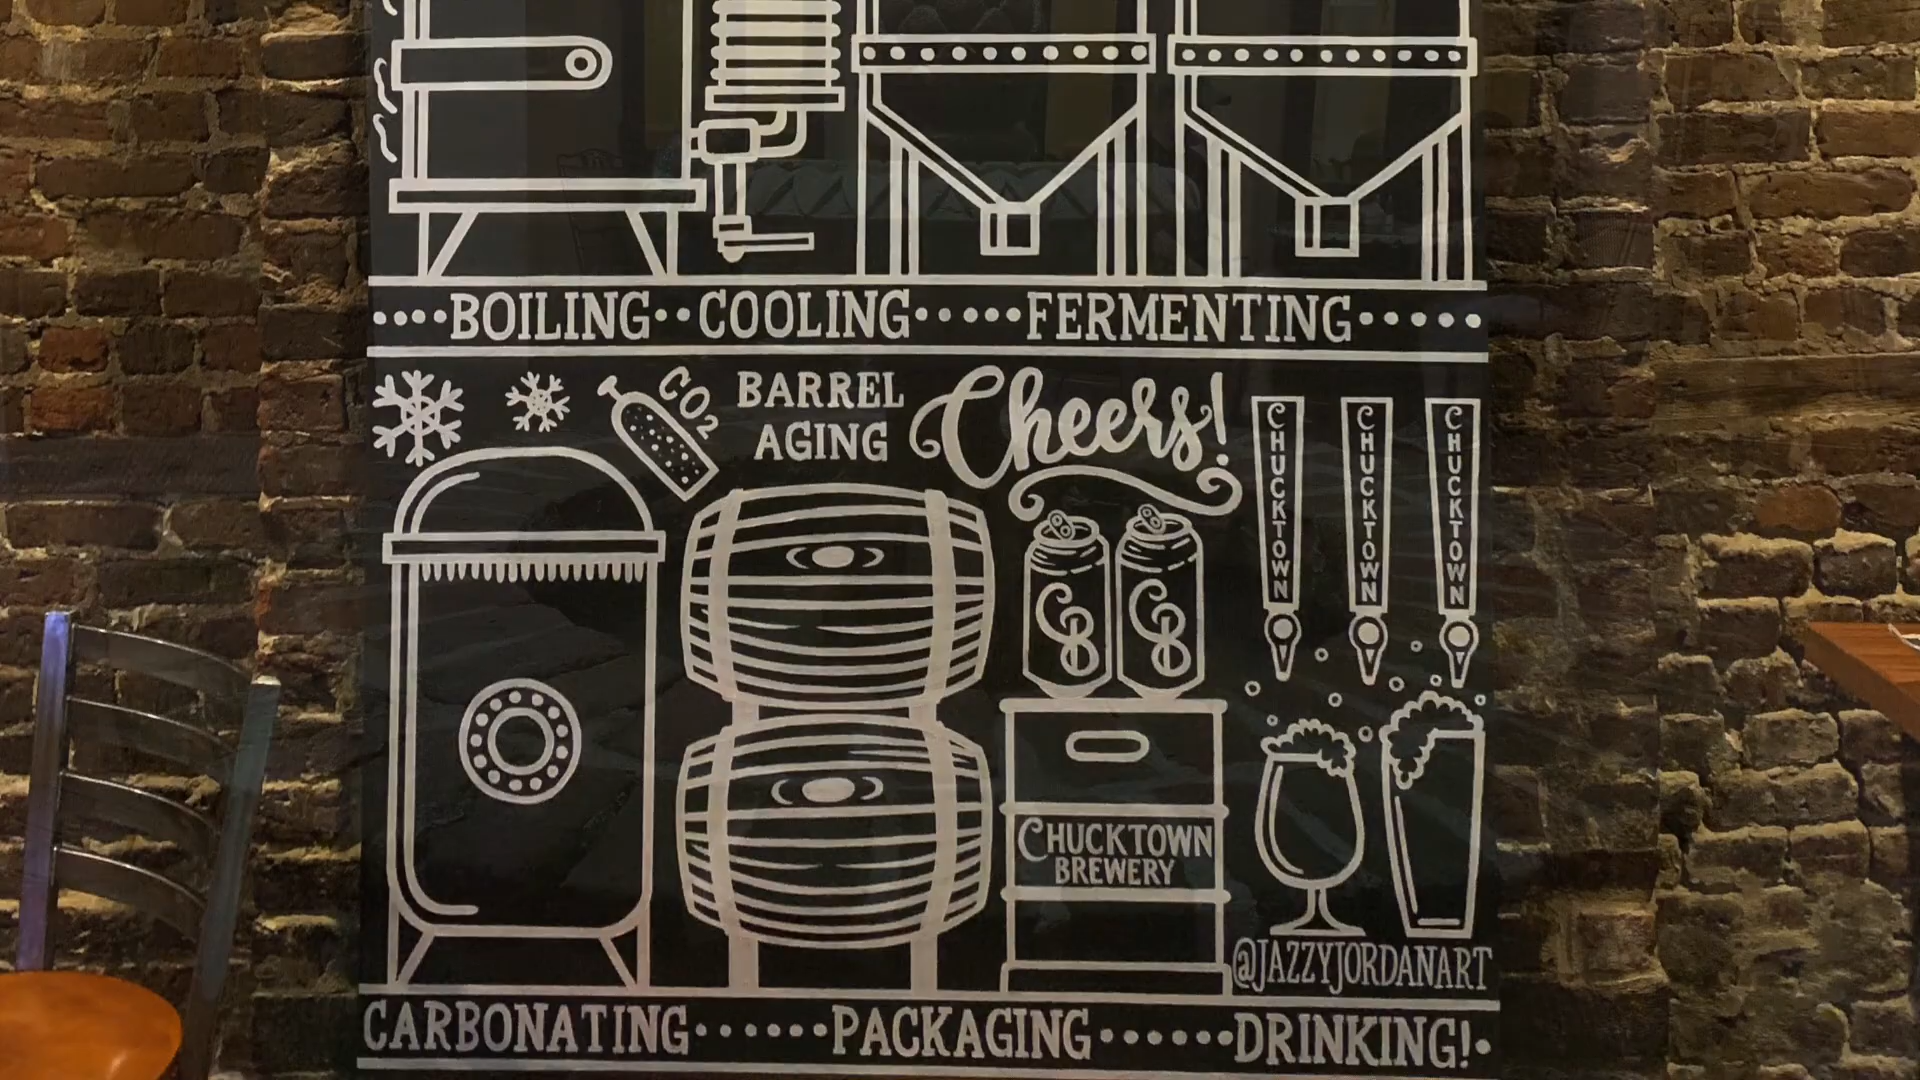 BOILING COOLING FERMENTING
CO2
BARREL
AGING
Cheers!
CHUCKTOWN
CHUCKTOWN
CHUCKTOWN
CB
CB
CHUCKTOWN
BREWERY
@JAZZYJORDANART
CARBONATING PACKAGING DRINKING!